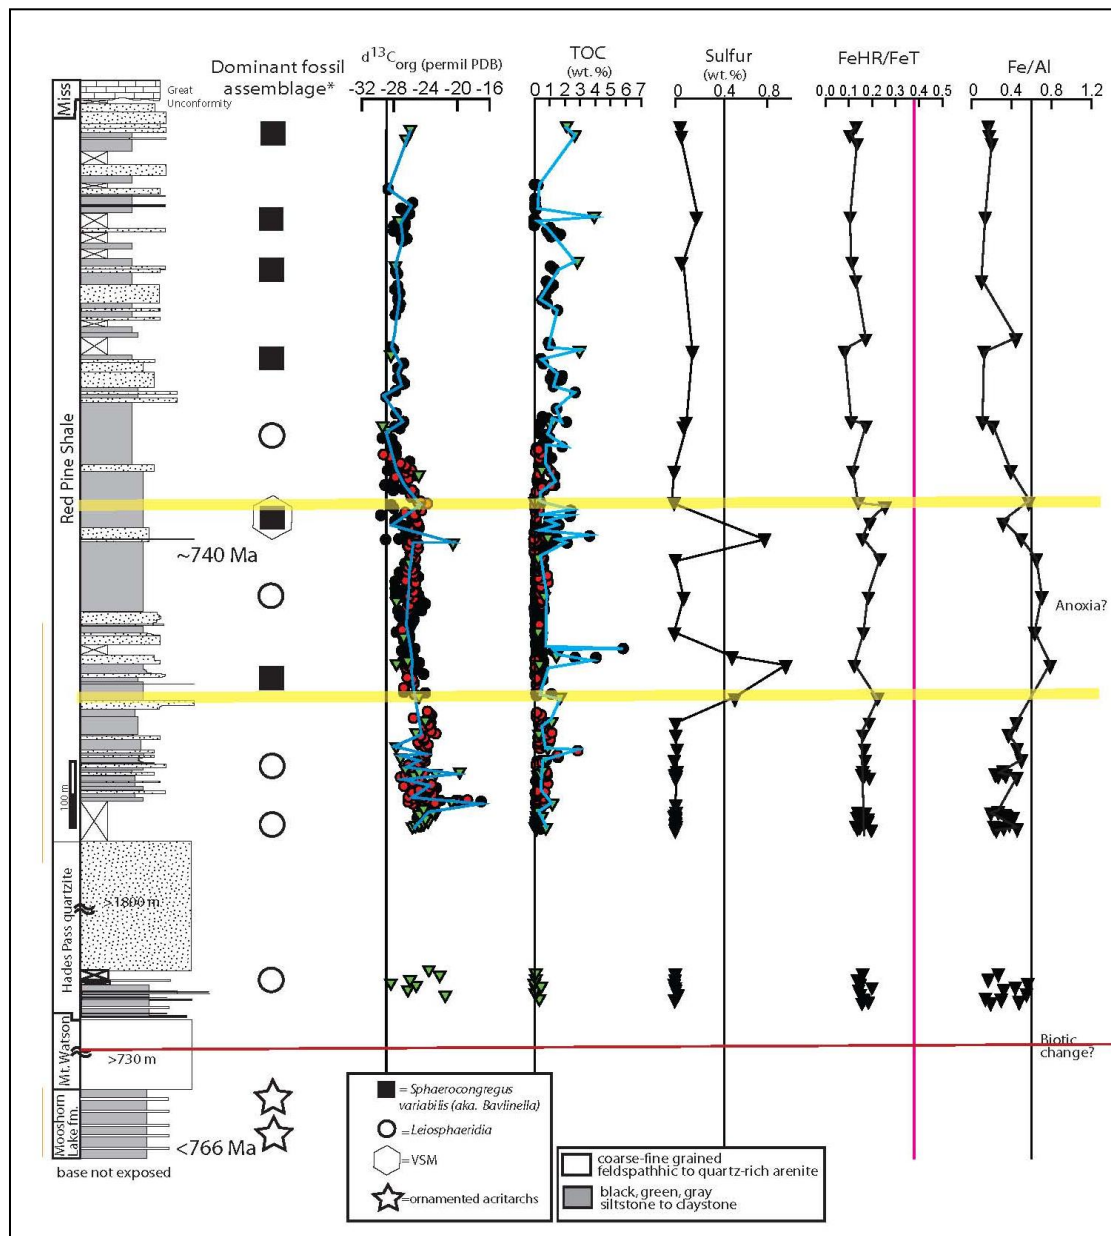 Dominant fossil
assemblage*
d13Corg (permil PDB)
-32 -28 -24 -20 -16
TOC
(wt. %)
0 1 2 3 4 5 6 7
Sulfur
(wt. %)
0 0.4 0.8
FeHR/FeT
0.0 0.1 0.2 0.3 0.4 0.5
Fe/Al
0 0.4 0.8 1.2
Miss
Great
Unconformity
Red Pine Shale
~740 Ma
Anoxia?
100 m
Hades Pass quartzite
>1800 m
Mt. Watson
>730 m
Biotic
change?
Mooshorn
Lake fm.
<766 Ma
base not exposed
= Sphaerocongregus
variabilis (aka. Bavlinella)
= Leiosphaeridia
= VSM
=ornamented acritarchs
coarse-fine grained
feldspathhic to quartz-rich arenite
black, green, gray
siltstone to claystone